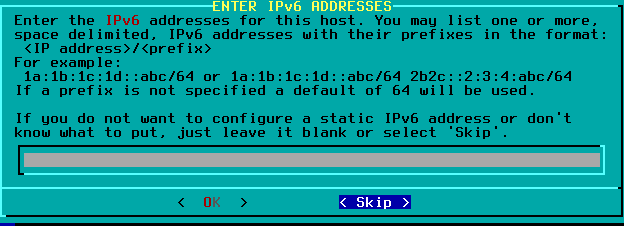 ENTER IPv6 ADDRESSES
Enter the IPv6 addresses for this host. You may list one or more,
space delimited, IPv6 addresses with their prefixes in the format:
<IP address>/<prefix>
For example:
1a:1b:1c:1d::abc/64 or 1a:1b:1c:1d::abc/64 2b2c::2:3:4:abc/64
If a prefix is not specified a default of 64 will be used.
If you do not want to configure a static IPv6 address or don't
know what to put, just leave it blank or select 'Skip'.
< OK > < Skip >